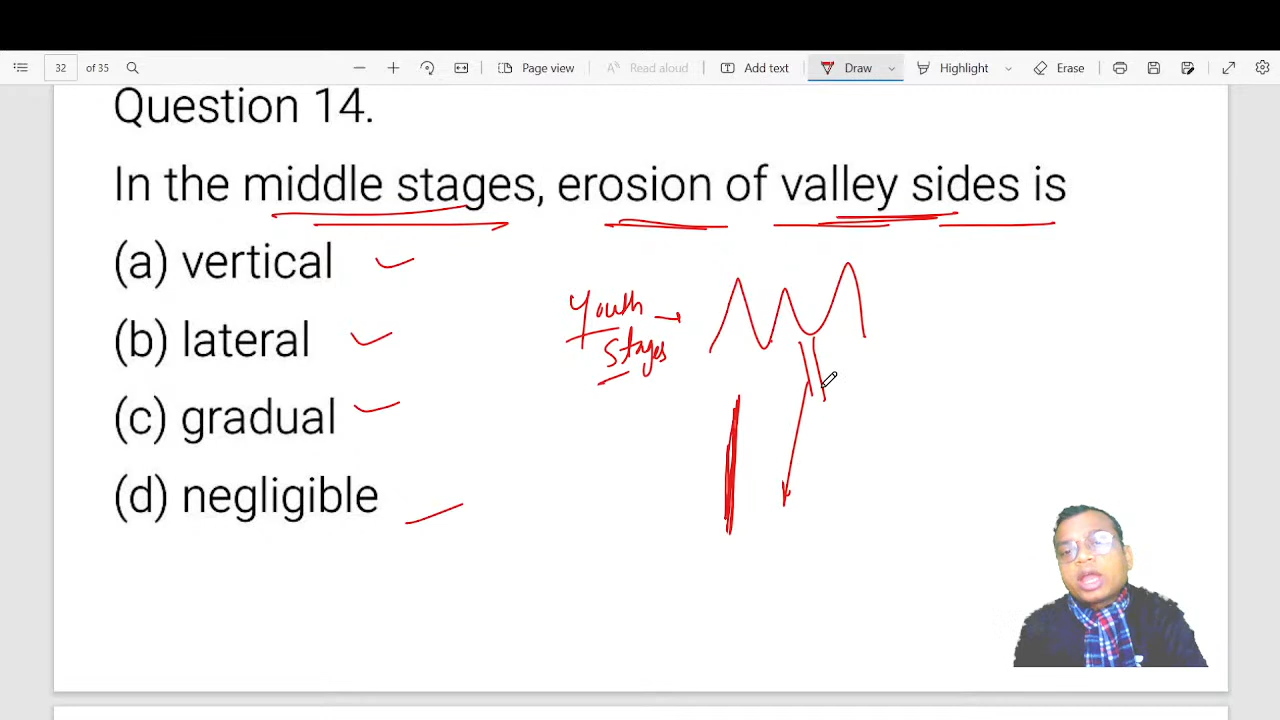 32 of 35
Page view
Read aloud
Add text
Draw
Highlight
Erase
Question 14.
In the middle stages, erosion of valley sides is
(a) vertical
(b) lateral
(c) gradual
(d) negligible
Youth
Stages